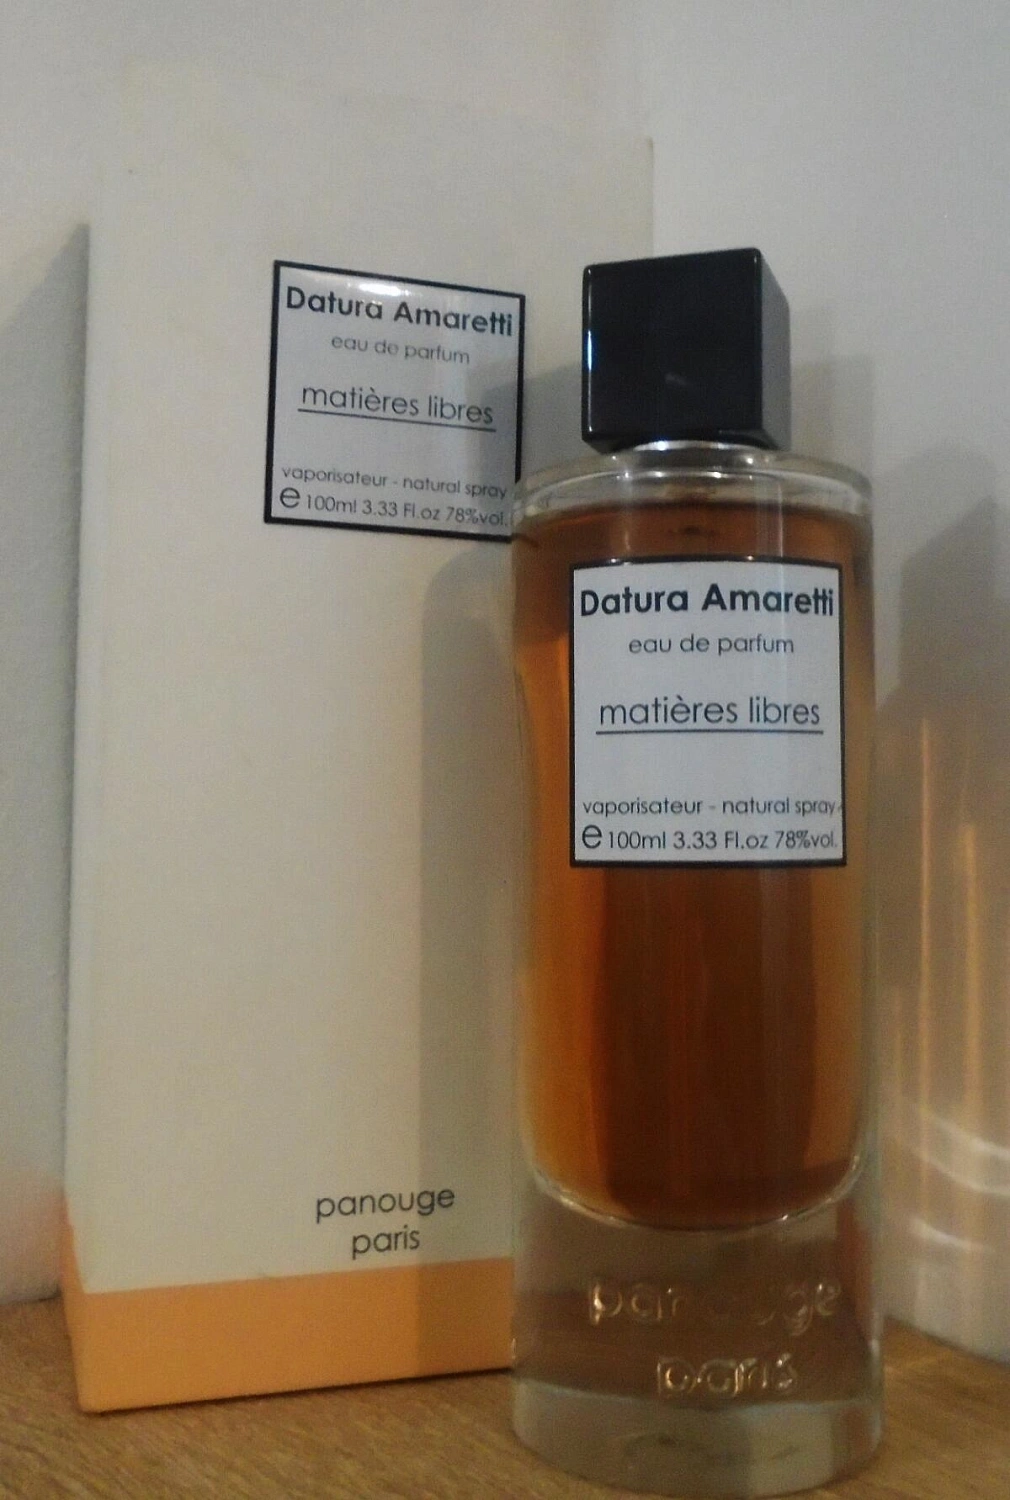 Datura Amaretti
eau de parfum
matières libres
vaporisateur - natural spray
e 100ml 3.33 Fl.oz 78%vol.
panouge
paris
Datura Amaretti
eau de parfum
matières libres
vaporisateur - natural spray
e 100ml 3.33 Fl.oz 78%vol.
panouge
paris